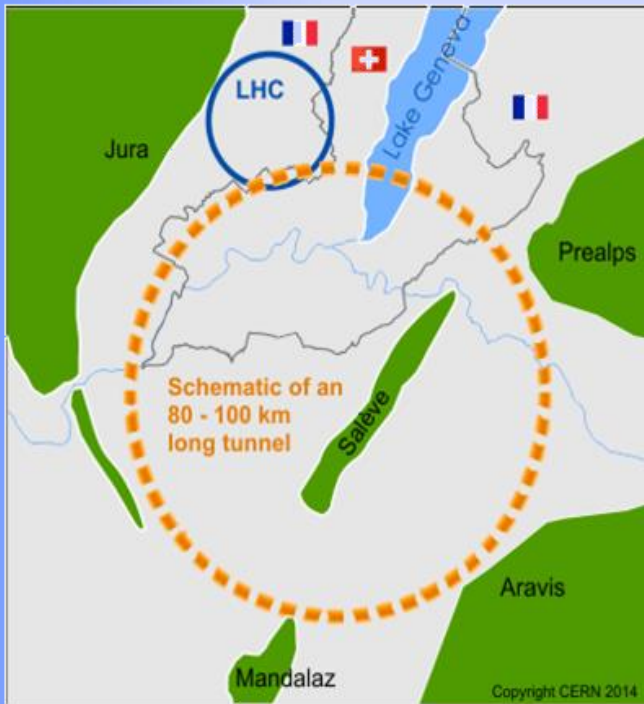 LHC
Lake Geneva
Jura
Prealps
Schematic of an
80 - 100 km
long tunnel
Salève
Aravis
Mandalaz
Copyright CERN 2014